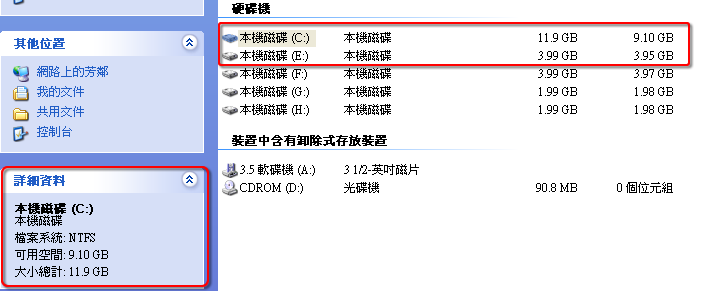 其他位置
網路上的芳鄰
我的文件
共用文件
控制台
詳細資料
本機磁碟 (C:)
本機磁碟
檔案系統: NTFS
可用空間: 9.10 GB
大小總計: 11.9 GB
硬碟機
本機磁碟 (C:) 本機磁碟 11.9 GB 9.10 GB
本機磁碟 (E:) 本機磁碟 3.99 GB 3.95 GB
本機磁碟 (F:) 本機磁碟 3.99 GB 3.97 GB
本機磁碟 (G:) 本機磁碟 1.99 GB 1.98 GB
本機磁碟 (H:) 本機磁碟 1.99 GB 1.98 GB
裝置中含有卸除式存放裝置
3.5 軟碟機 (A:) 3 1/2-英吋磁片
CDROM (D:) 光碟機 90.8 MB 0 個位元組